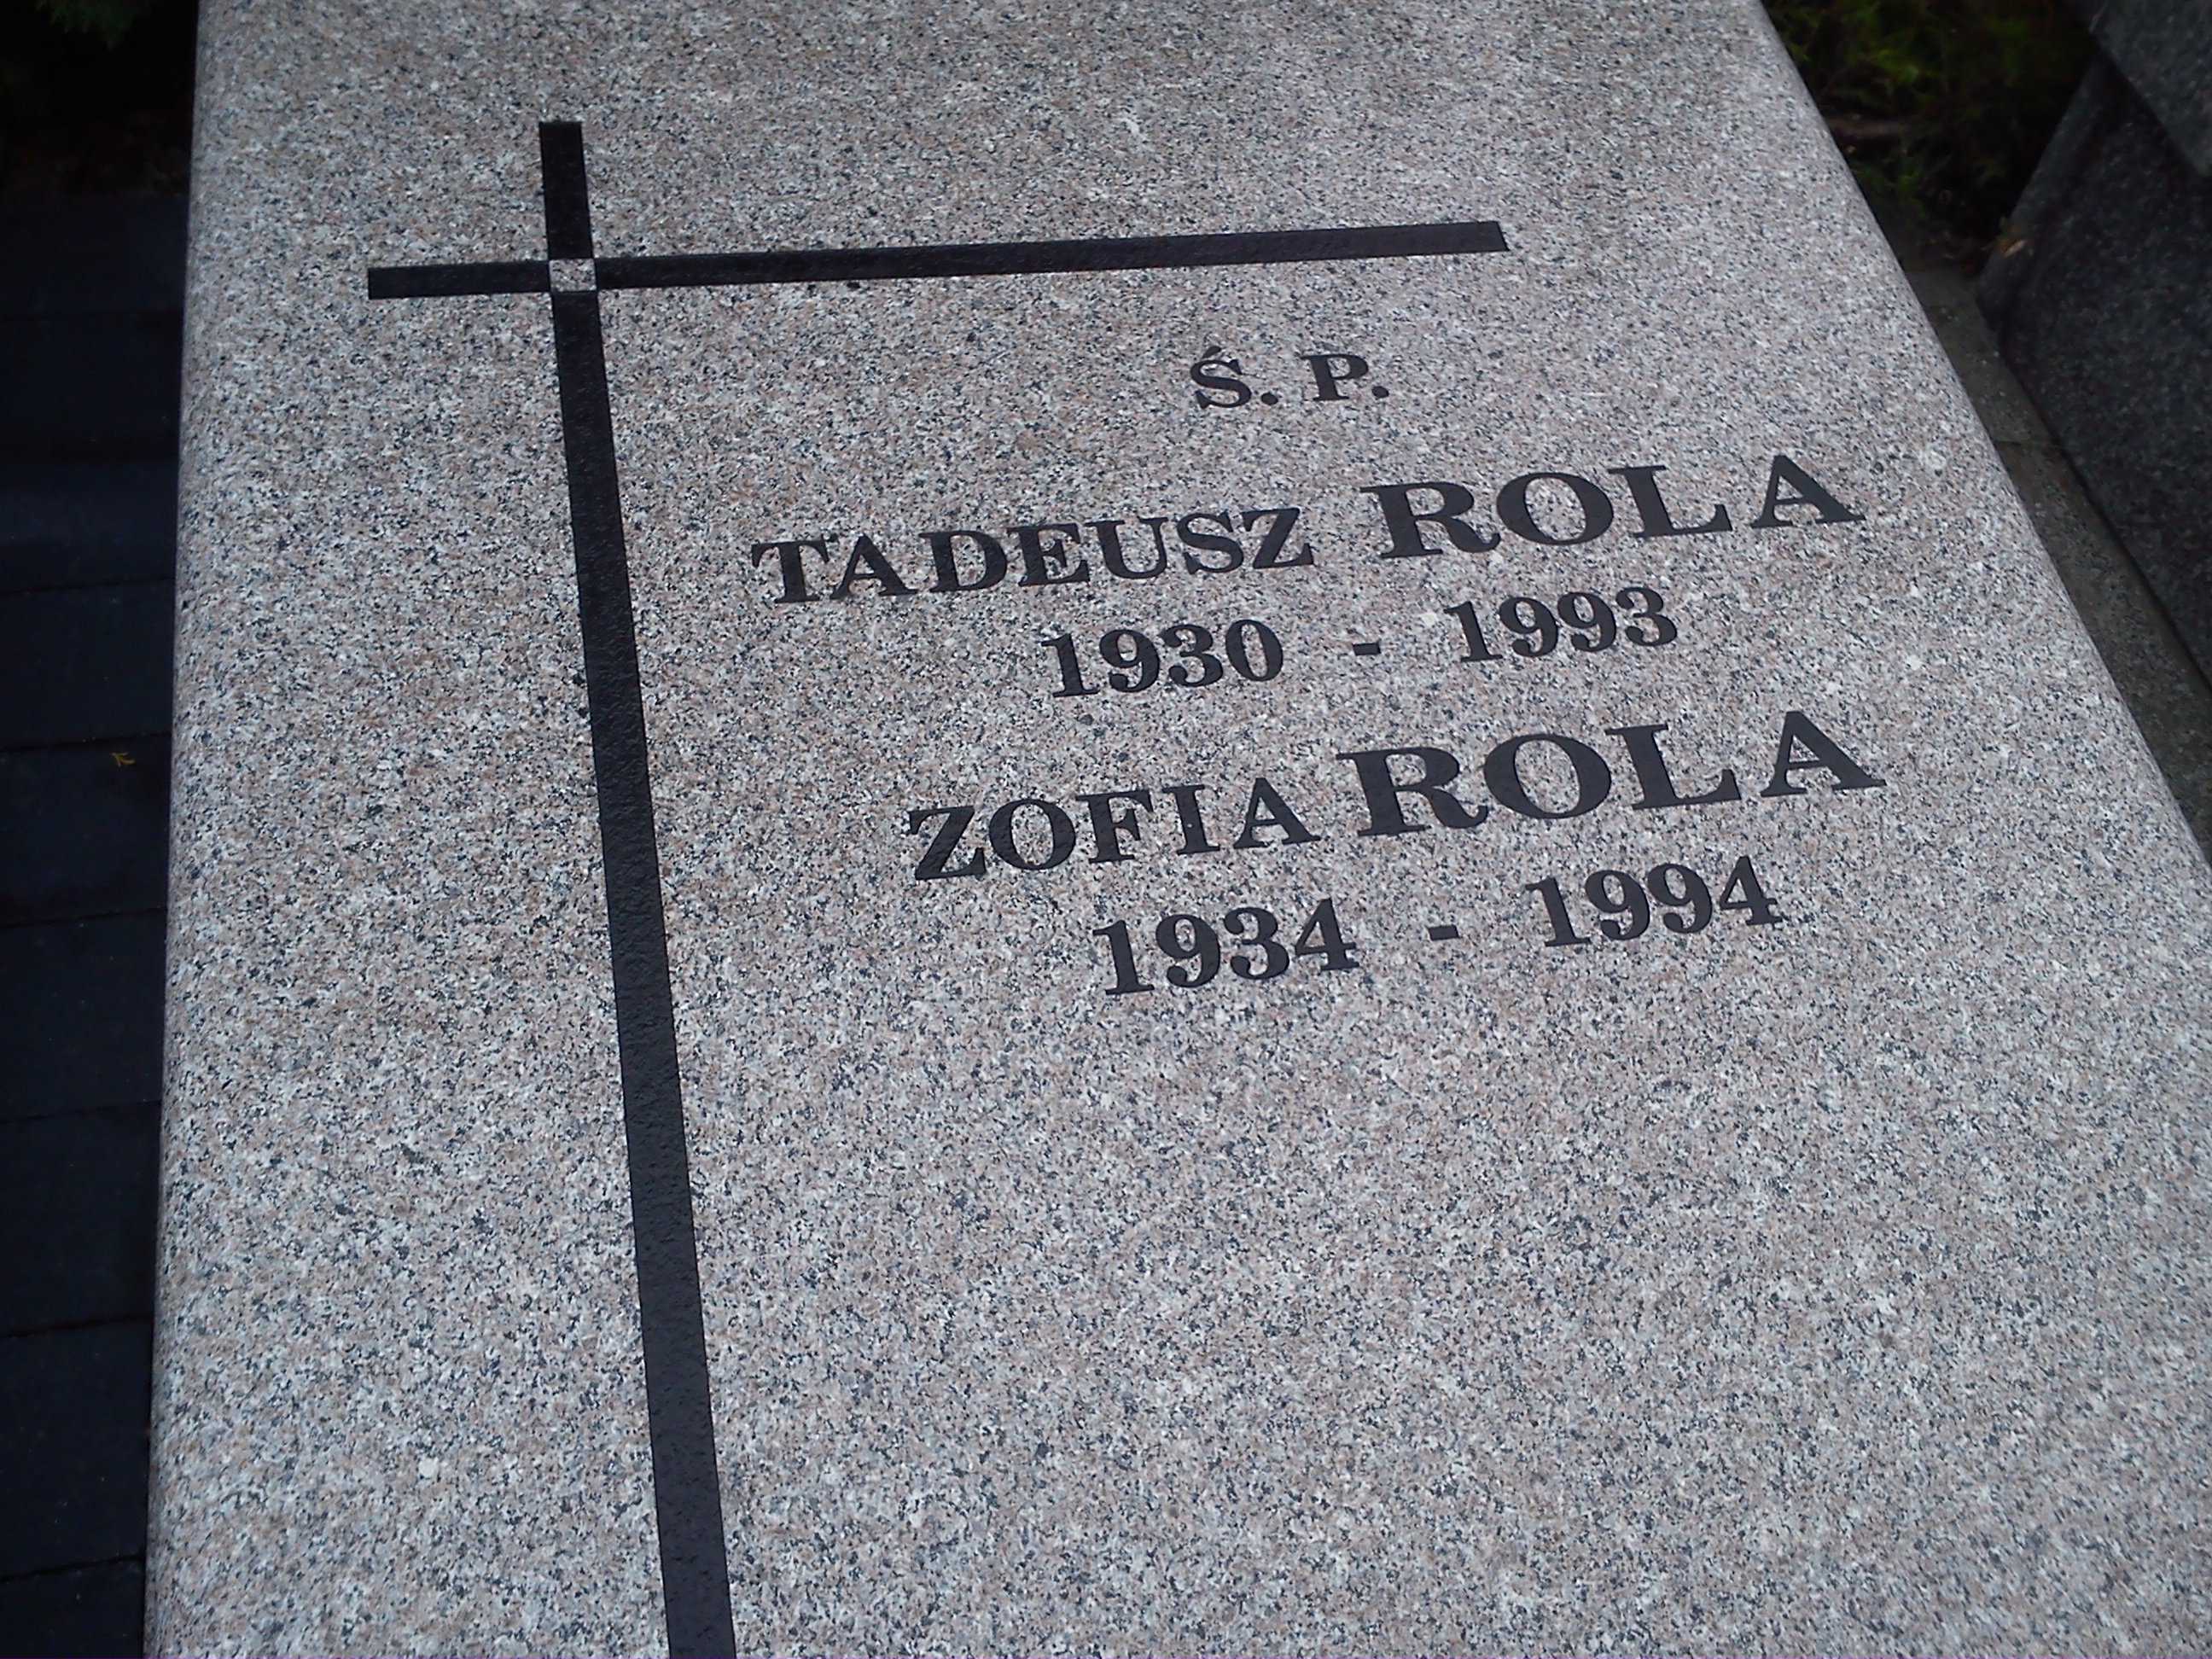 Ś. P.
TADEUSZ ROLA
1930 - 1993
ZOFIA ROLA
1934 - 1994